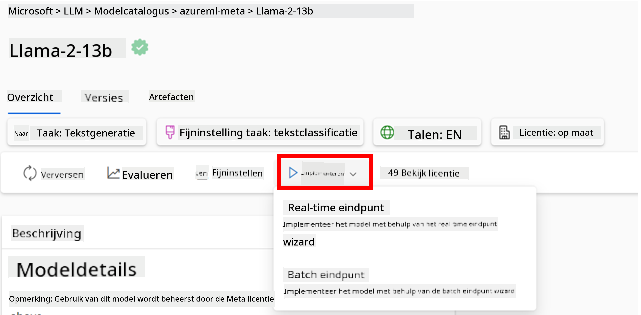 Microsoft > LLM > Modelcatalogus > azureml-meta > Llama-2-13b
Llama-2-13b
Overzicht Versies Artefacten
Taak: Tekstgeneratie Fijninstelling taak: tekstclassificatie Talen: EN Licentie: op maat
Verversen Evalueren Fijninstellen 49 Bekijk licentie
Real-time eindpunt
Implementeer het model met behulp van het real time eindpunt
wizard
Beschrijving
Batch eindpunt
Modeldetails
Implementeer het model met behulp van de batch eindpunt wizard
Opmerking: Gebruik van dit model wordt beheerst door de Meta licentie